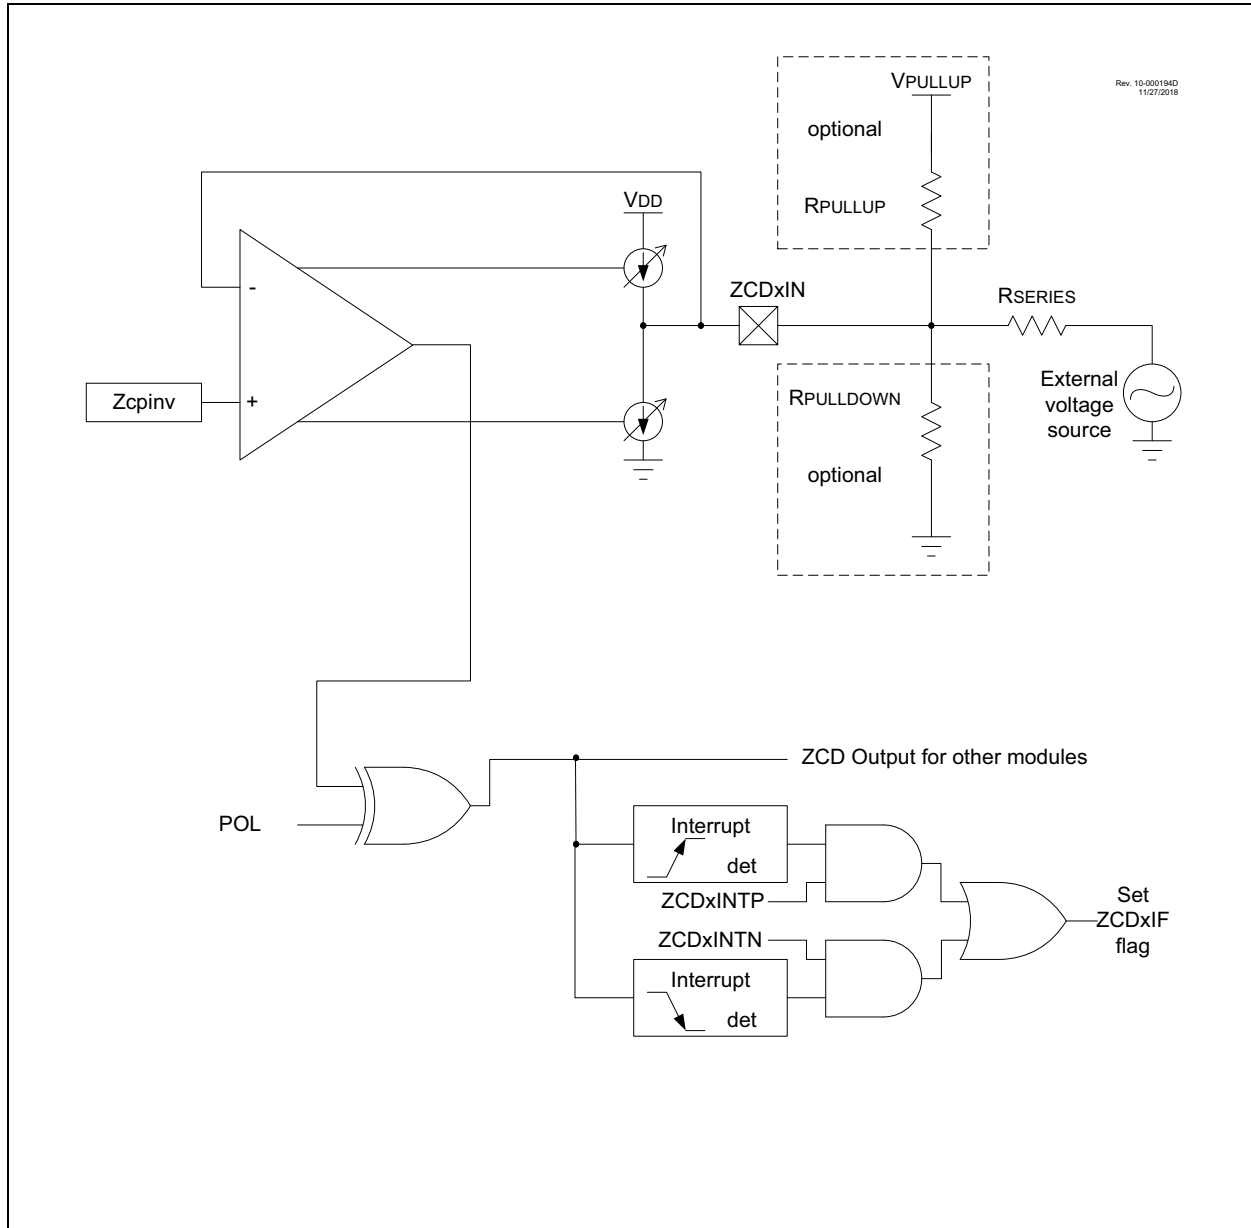 VPULLUP
Rev. 10-000194D
11/27/2018
optional
VDD
RPULLUP
-
ZCDxIN
RSERIES
Zcpinv
+
RPULLDOWN
External
voltage
source
optional
ZCD Output for other modules
POL
Interrupt
det
ZCDxINTP
Set
ZCDxIF
flag
ZCDxINTN
Interrupt
det